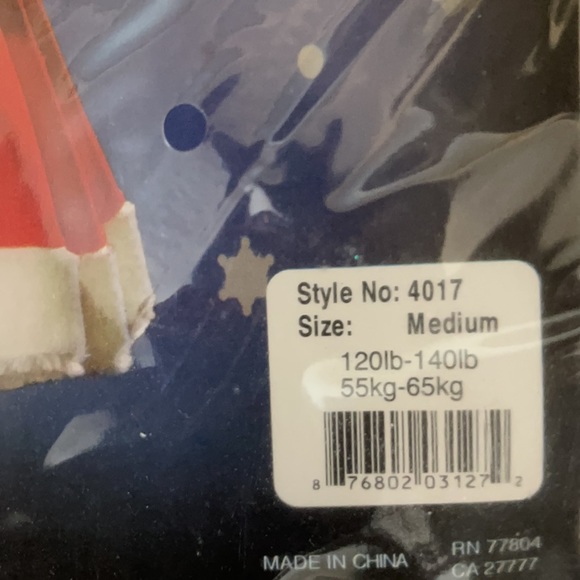 Style No: 4017
Size: Medium
120lb-140lb
55kg-65kg
8 76802 03127 2
MADE IN CHINA RN 77804
CA 27777